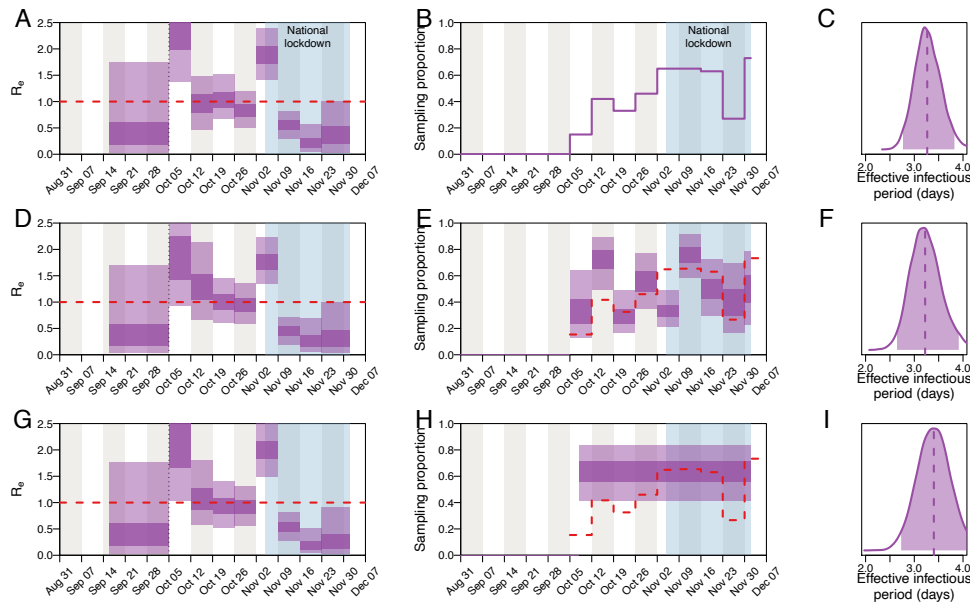 A
B
C
2.5
2.0
1.5
1.0
0.5
0.0
Re
National
lockdown
Aug 31
Sep 07
Sep 14
Sep 21
Sep 28
Oct 05
Oct 12
Oct 19
Oct 26
Nov 02
Nov 09
Nov 16
Nov 23
Nov 30
Dec 07
1.0
0.8
0.6
0.4
0.2
0.0
Sampling proportion
National
lockdown
Aug 31
Sep 07
Sep 14
Sep 21
Sep 28
Oct 05
Oct 12
Oct 19
Oct 26
Nov 02
Nov 09
Nov 16
Nov 23
Nov 30
Dec 07
2.0
3.0
4.0
Effective infectious
period (days)
D
E
F
2.5
2.0
1.5
1.0
0.5
0.0
Re
Aug 31
Sep 07
Sep 14
Sep 21
Sep 28
Oct 05
Oct 12
Oct 19
Oct 26
Nov 02
Nov 09
Nov 16
Nov 23
Nov 30
Dec 07
1.0
0.8
0.6
0.4
0.2
0.0
Sampling proportion
Aug 31
Sep 07
Sep 14
Sep 21
Sep 28
Oct 05
Oct 12
Oct 19
Oct 26
Nov 02
Nov 09
Nov 16
Nov 23
Nov 30
Dec 07
2.0
3.0
4.0
Effective infectious
period (days)
G
H
I
2.5
2.0
1.5
1.0
0.5
0.0
Re
Aug 31
Sep 07
Sep 14
Sep 21
Sep 28
Oct 05
Oct 12
Oct 19
Oct 26
Nov 02
Nov 09
Nov 16
Nov 23
Nov 30
Dec 07
1.0
0.8
0.6
0.4
0.2
0.0
Sampling proportion
Aug 31
Sep 07
Sep 14
Sep 21
Sep 28
Oct 05
Oct 12
Oct 19
Oct 26
Nov 02
Nov 09
Nov 16
Nov 23
Nov 30
Dec 07
2.0
3.0
4.0
Effective infectious
period (days)